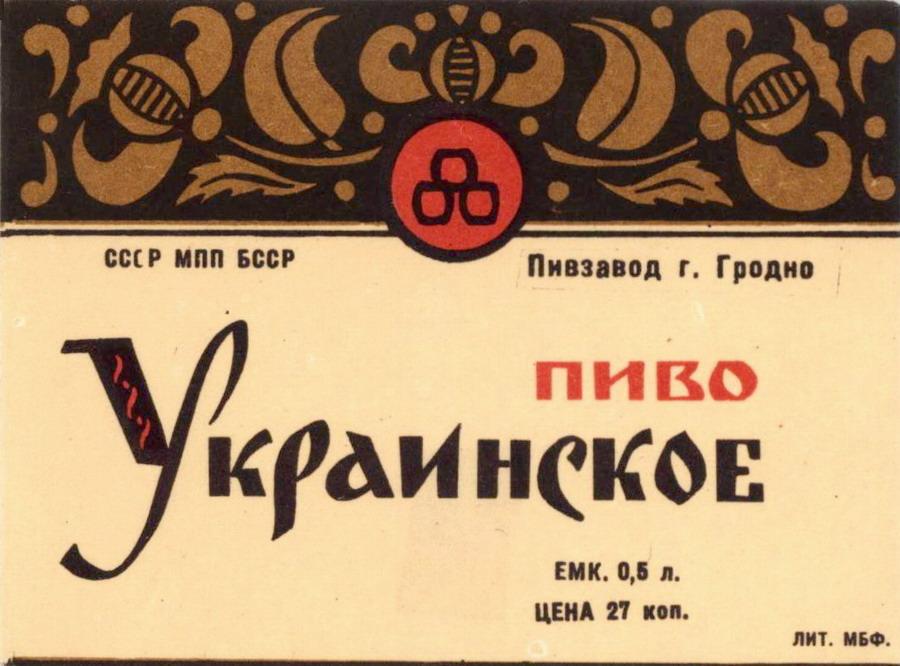 СССР МПП БССР
Пивзавод г. Гродно
ПИВО
Украинское
ЕМК. 0,5 л.
ЦЕНА 27 коп.
ЛИТ. МБФ.